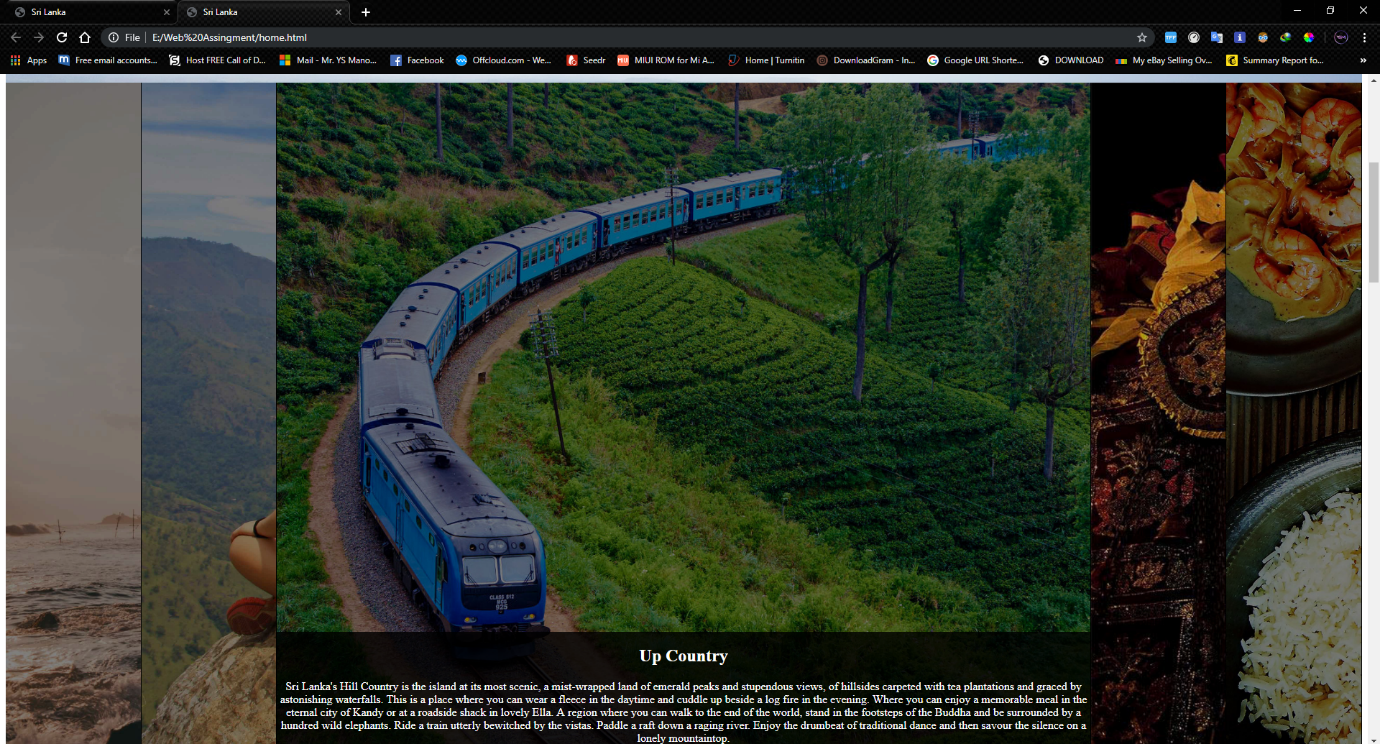 Sri Lanka
Sri Lanka
File | E:/Web%20Assingment/home.html
Apps
Free email accounts...
Host FREE Call of D...
Mail - Mr. YS Mano...
Facebook
Offcloud.com - We...
Seedr
MIUI ROM for Mi A...
Home | Turnitin
DownloadGram - In...
Google URL Shorte...
DOWNLOAD
My eBay Selling Ov...
Summary Report fo...
»
CLASS S12
925
Up Country
Sri Lanka's Hill Country is the island at its most scenic, a mist-wrapped land of emerald peaks and stupendous views, of hillsides carpeted with tea plantations and graced by
astonishing waterfalls. This is a place where you can wear a fleece in the daytime and cuddle up beside a log fire in the evening. Where you can enjoy a memorable meal in the
eternal city of Kandy or at a roadside shack in lovely Ella. A region where you can walk to the end of the world, stand in the footsteps of the Buddha and be surrounded by a
hundred wild elephants. Ride a train utterly bewitched by the vistas. Paddle a raft down a raging river. Enjoy the drumbeat of traditional dance and then savour the silence on a
lonely mountaintop.